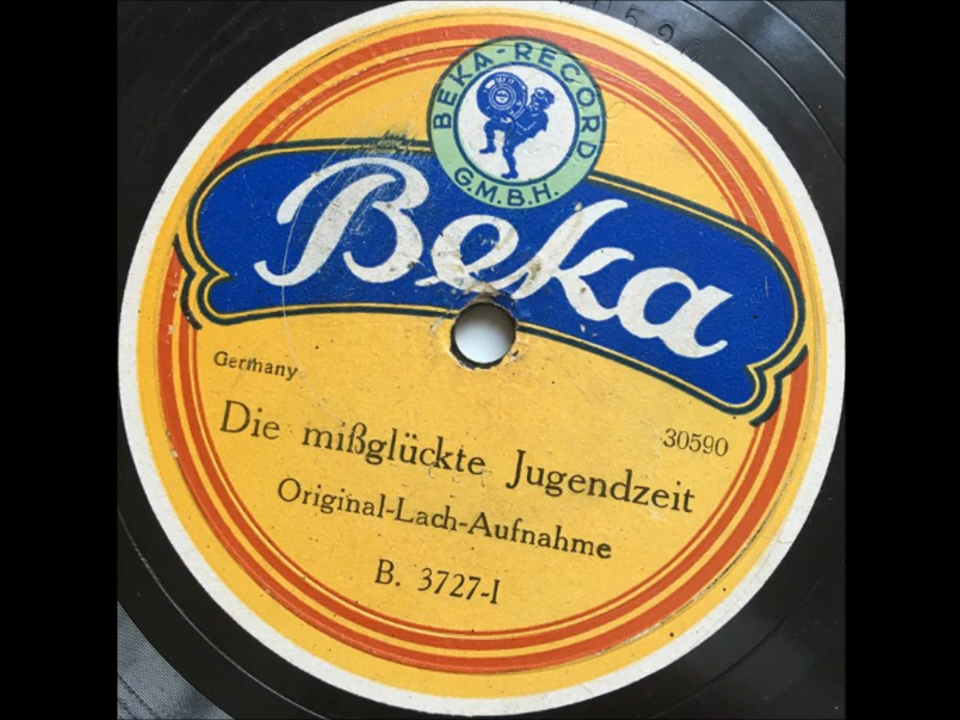 BEKA-RECORD
G.M.B.H.
Beka
Germany
30590
Die mißglückte Jugendzeit
Original-Lach-Aufnahme
B. 3727-I